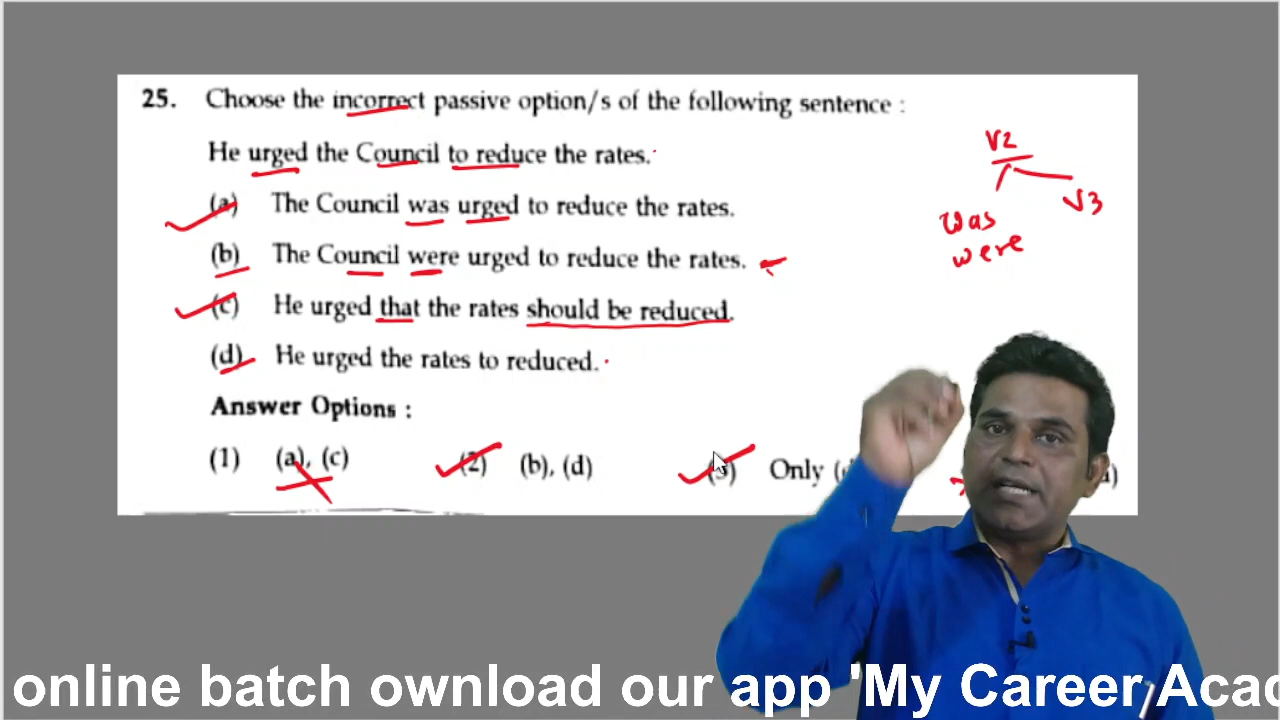 25. Choose the incorrect passive option/s of the following sentence :
He urged the Council to reduce the rates.
(a) The Council was urged to reduce the rates.
(b) The Council were urged to reduce the rates.
(c) He urged that the rates should be reduced.
(d) He urged the rates to reduced.
Answer Options :
(1) (a), (c) (2) (b), (d) (3) Only
V2
was V3
were
online batch ownload our app 'My Career